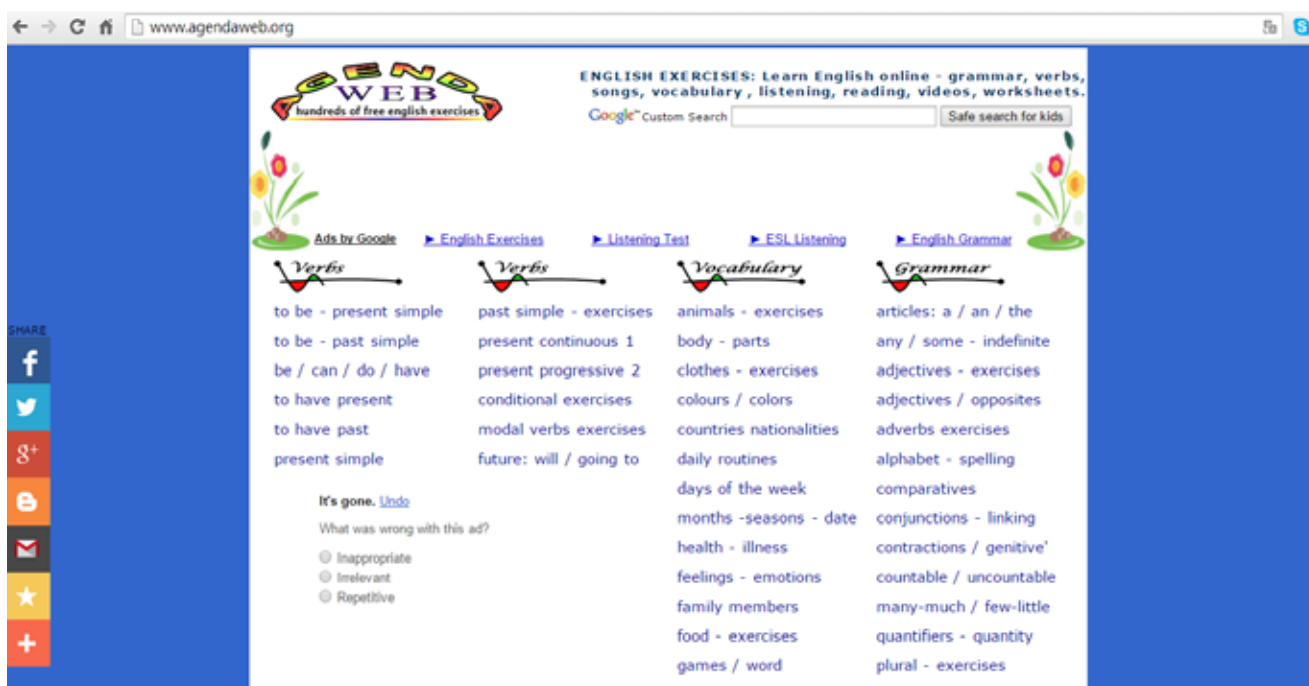 www.agendaweb.org
AGENDA
WEB
hundreds of free english exercises
ENGLISH EXERCISES: Learn English online - grammar, verbs,
songs, vocabulary , listening, reading, videos, worksheets.
Google™ Custom Search
Safe search for kids
Ads by Google
► English Exercises
► Listening Test
► ESL Listening
► English Grammar
Verbs
to be - present simple
to be - past simple
be / can / do / have
to have present
to have past
present simple
Verbs
past simple - exercises
present continuous 1
present progressive 2
conditional exercises
modal verbs exercises
future: will / going to
Vocabulary
animals - exercises
body - parts
clothes - exercises
colours / colors
countries nationalities
daily routines
days of the week
months -seasons - date
health - illness
feelings - emotions
family members
food - exercises
games / word
Grammar
articles: a / an / the
any / some - indefinite
adjectives - exercises
adjectives / opposites
adverbs exercises
alphabet - spelling
comparatives
conjunctions - linking
contractions / genitive'
countable / uncountable
many-much / few-little
quantifiers - quantity
plural - exercises
It's gone. Undo
What was wrong with this ad?
Inappropriate
Irrelevant
Repetitive
SHARE
f
g+
B
M
S